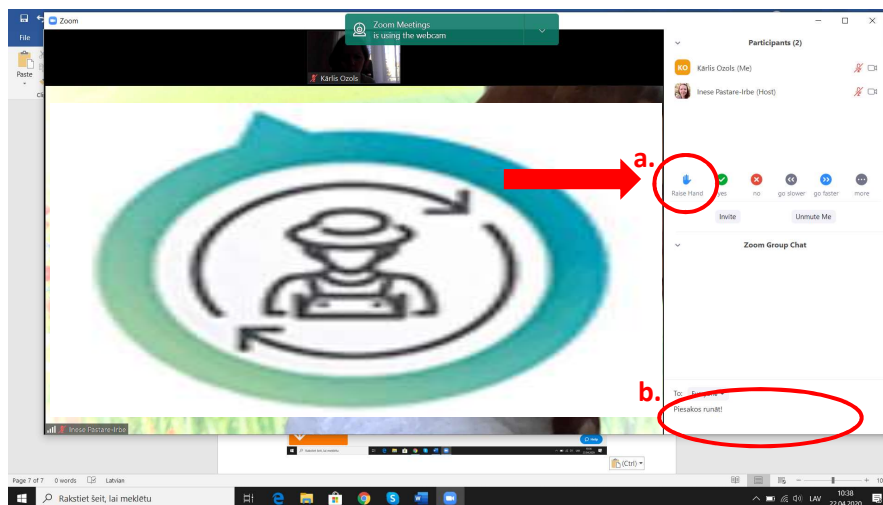 Zoom
Zoom Meetings
is using the webcam
File
Paste
Kārlis Ozols
Participants (2)
KO Kārlis Ozols (Me)
Inese Pastare-Irbe (Host)
a.
Raise Hand yes no go slower go faster more
Invite Unmute Me
Zoom Group Chat
b.
To: Everyone
Piesakos runāt!
Inese Pastare-Irbe
(Ctrl)
Page 7 of 7 0 words Latvian
10
Rakstiet šeit, lai meklētu
LAV
10:38
22.04.2020